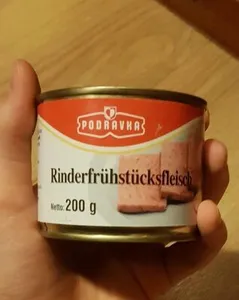 PODRAVKA
Rinderfrühstücksfleisch
Netto: 200 g